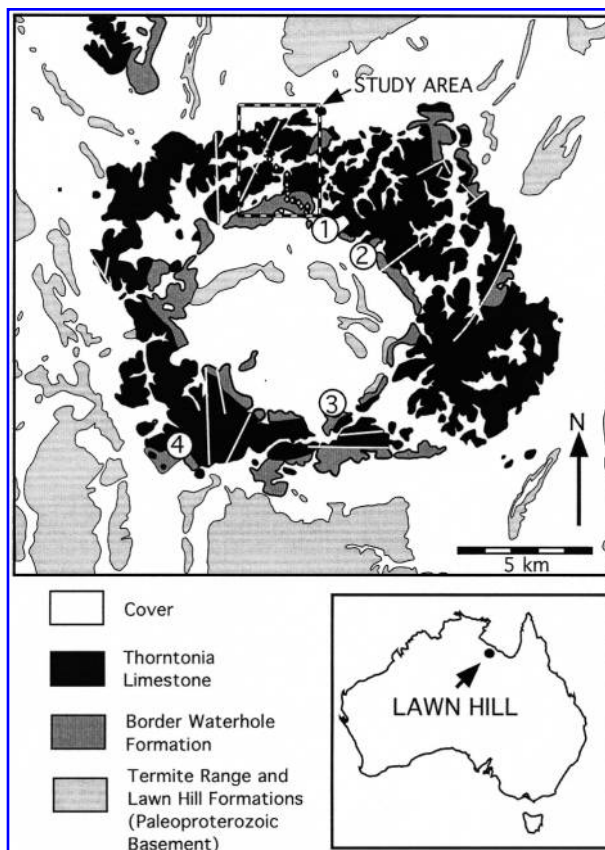 STUDY AREA
1
2
3
4
N
5 km
Cover
Thorntonia
Limestone
Border Waterhole
Formation
Termite Range and
Lawn Hill Formations
(Paleoproterozoic
Basement)
LAWN HILL